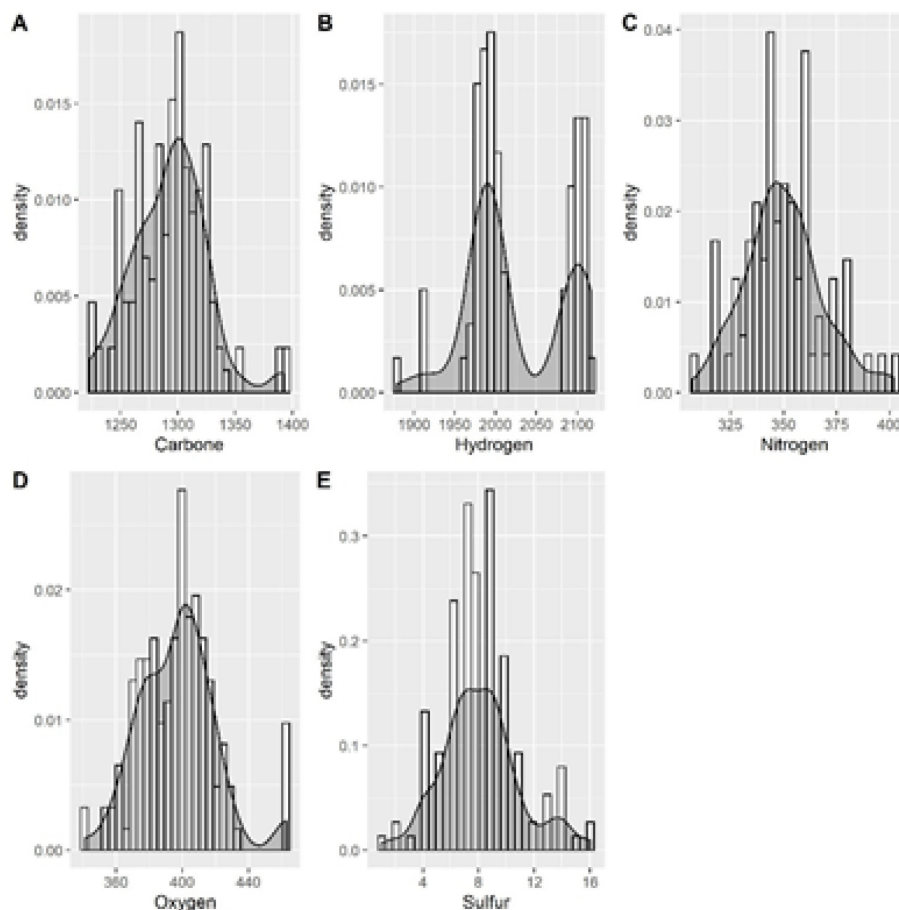 A
density
0.015
0.010
0.005
0.000
1250 1300 1350 1400
Carbone
B
density
0.015
0.010
0.005
0.000
1900 1950 2000 2050 2100
Hydrogen
C
density
0.04
0.03
0.02
0.01
0.00
325 350 375 400
Nitrogen
D
density
0.02
0.01
0.00
360 400 440
Oxygen
E
density
0.3
0.2
0.1
0.0
4 8 12 16
Sulfur